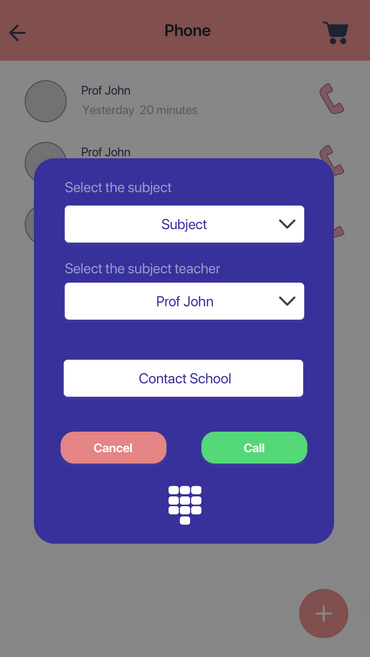 Phone
Prof John
Yesterday 20 minutes
Prof John
Select the subject
Subject
Select the subject teacher
Prof John
Contact School
Cancel
Call